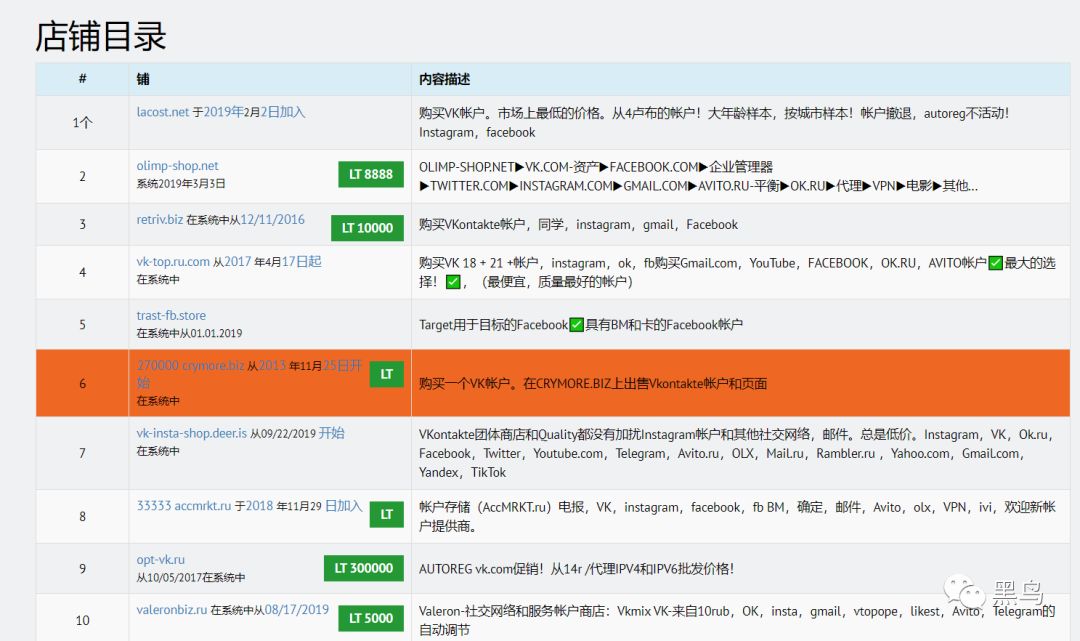 店铺目录
# 铺 内容描述
1个 lacost.net 于2019年2月2日加入 购买VK帐户。市场上最低的价格。从4卢布的帐户！大年龄样本，按城市样本！帐户撤退，autoreg不活动！
Instagram，facebook
2 olimp-shop.net
系统2019年3月3日 LT 8888 OLIMP-SHOP.NET▶VK.COM-资产▶FACEBOOK.COM▶企业管理器
▶TWITTER.COM▶INSTAGRAM.COM▶GMAIL.COM▶AVITO.RU-平衡▶OK.RU▶代理▶VPN▶电影▶其他...
3 retriv.biz 在系统中从12/11/2016 LT 10000 购买VKontakte帐户，同学，instagram，gmail，Facebook
4 vk-top.ru.com 从2017 年4月17日起
在系统中 购买VK 18 + 21 +帐户，instagram，ok，fb购买Gmail.com，YouTube，FACEBOOK，OK.RU，AVITO帐户✅最大的选
择！✅，（最便宜，质量最好的帐户）
5 trast-fb.store
在系统中从01.01.2019 Target用于目标的Facebook✅具有BM和卡的Facebook帐户
6 270000 crymore.biz 从2013 年11月25日开
始
在系统中 LT 购买一个VK帐户。在CRYMORE.BIZ上出售Vkontakte帐户和页面
7 vk-insta-shop.deer.is 从09/22/2019 开始
在系统中 VKontakte团体商店和Quality都没有加扰Instagram帐户和其他社交网络，邮件。总是低价。Instagram，VK，Ok.ru，
Facebook，Twitter，Youtube.com，Telegram，Avito.ru，OLX，Mail.ru，Rambler.ru ，Yahoo.com，Gmail.com，
Yandex，TikTok
8 33333 accmrkt.ru 于2018 年11月29 日加入 LT 帐户存储（AccMRKT.ru）电报，VK，instagram，facebook，fb BM，确定，邮件，Avito，olx，VPN，ivi，欢迎新帐
户提供商。
9 opt-vk.ru
从10/05/2017在系统中 LT 300000 AUTOREG vk.com促销！从14r /代理IPV4和IPV6批发价格！
10 valeronbiz.ru 在系统中从08/17/2019 LT 5000 Valeron-社交网络和服务帐户商店：Vkmix VK-来自10rub，OK，insta，gmail，vtopope，likest，Avito，Telegram的
自动调节
黑鸟